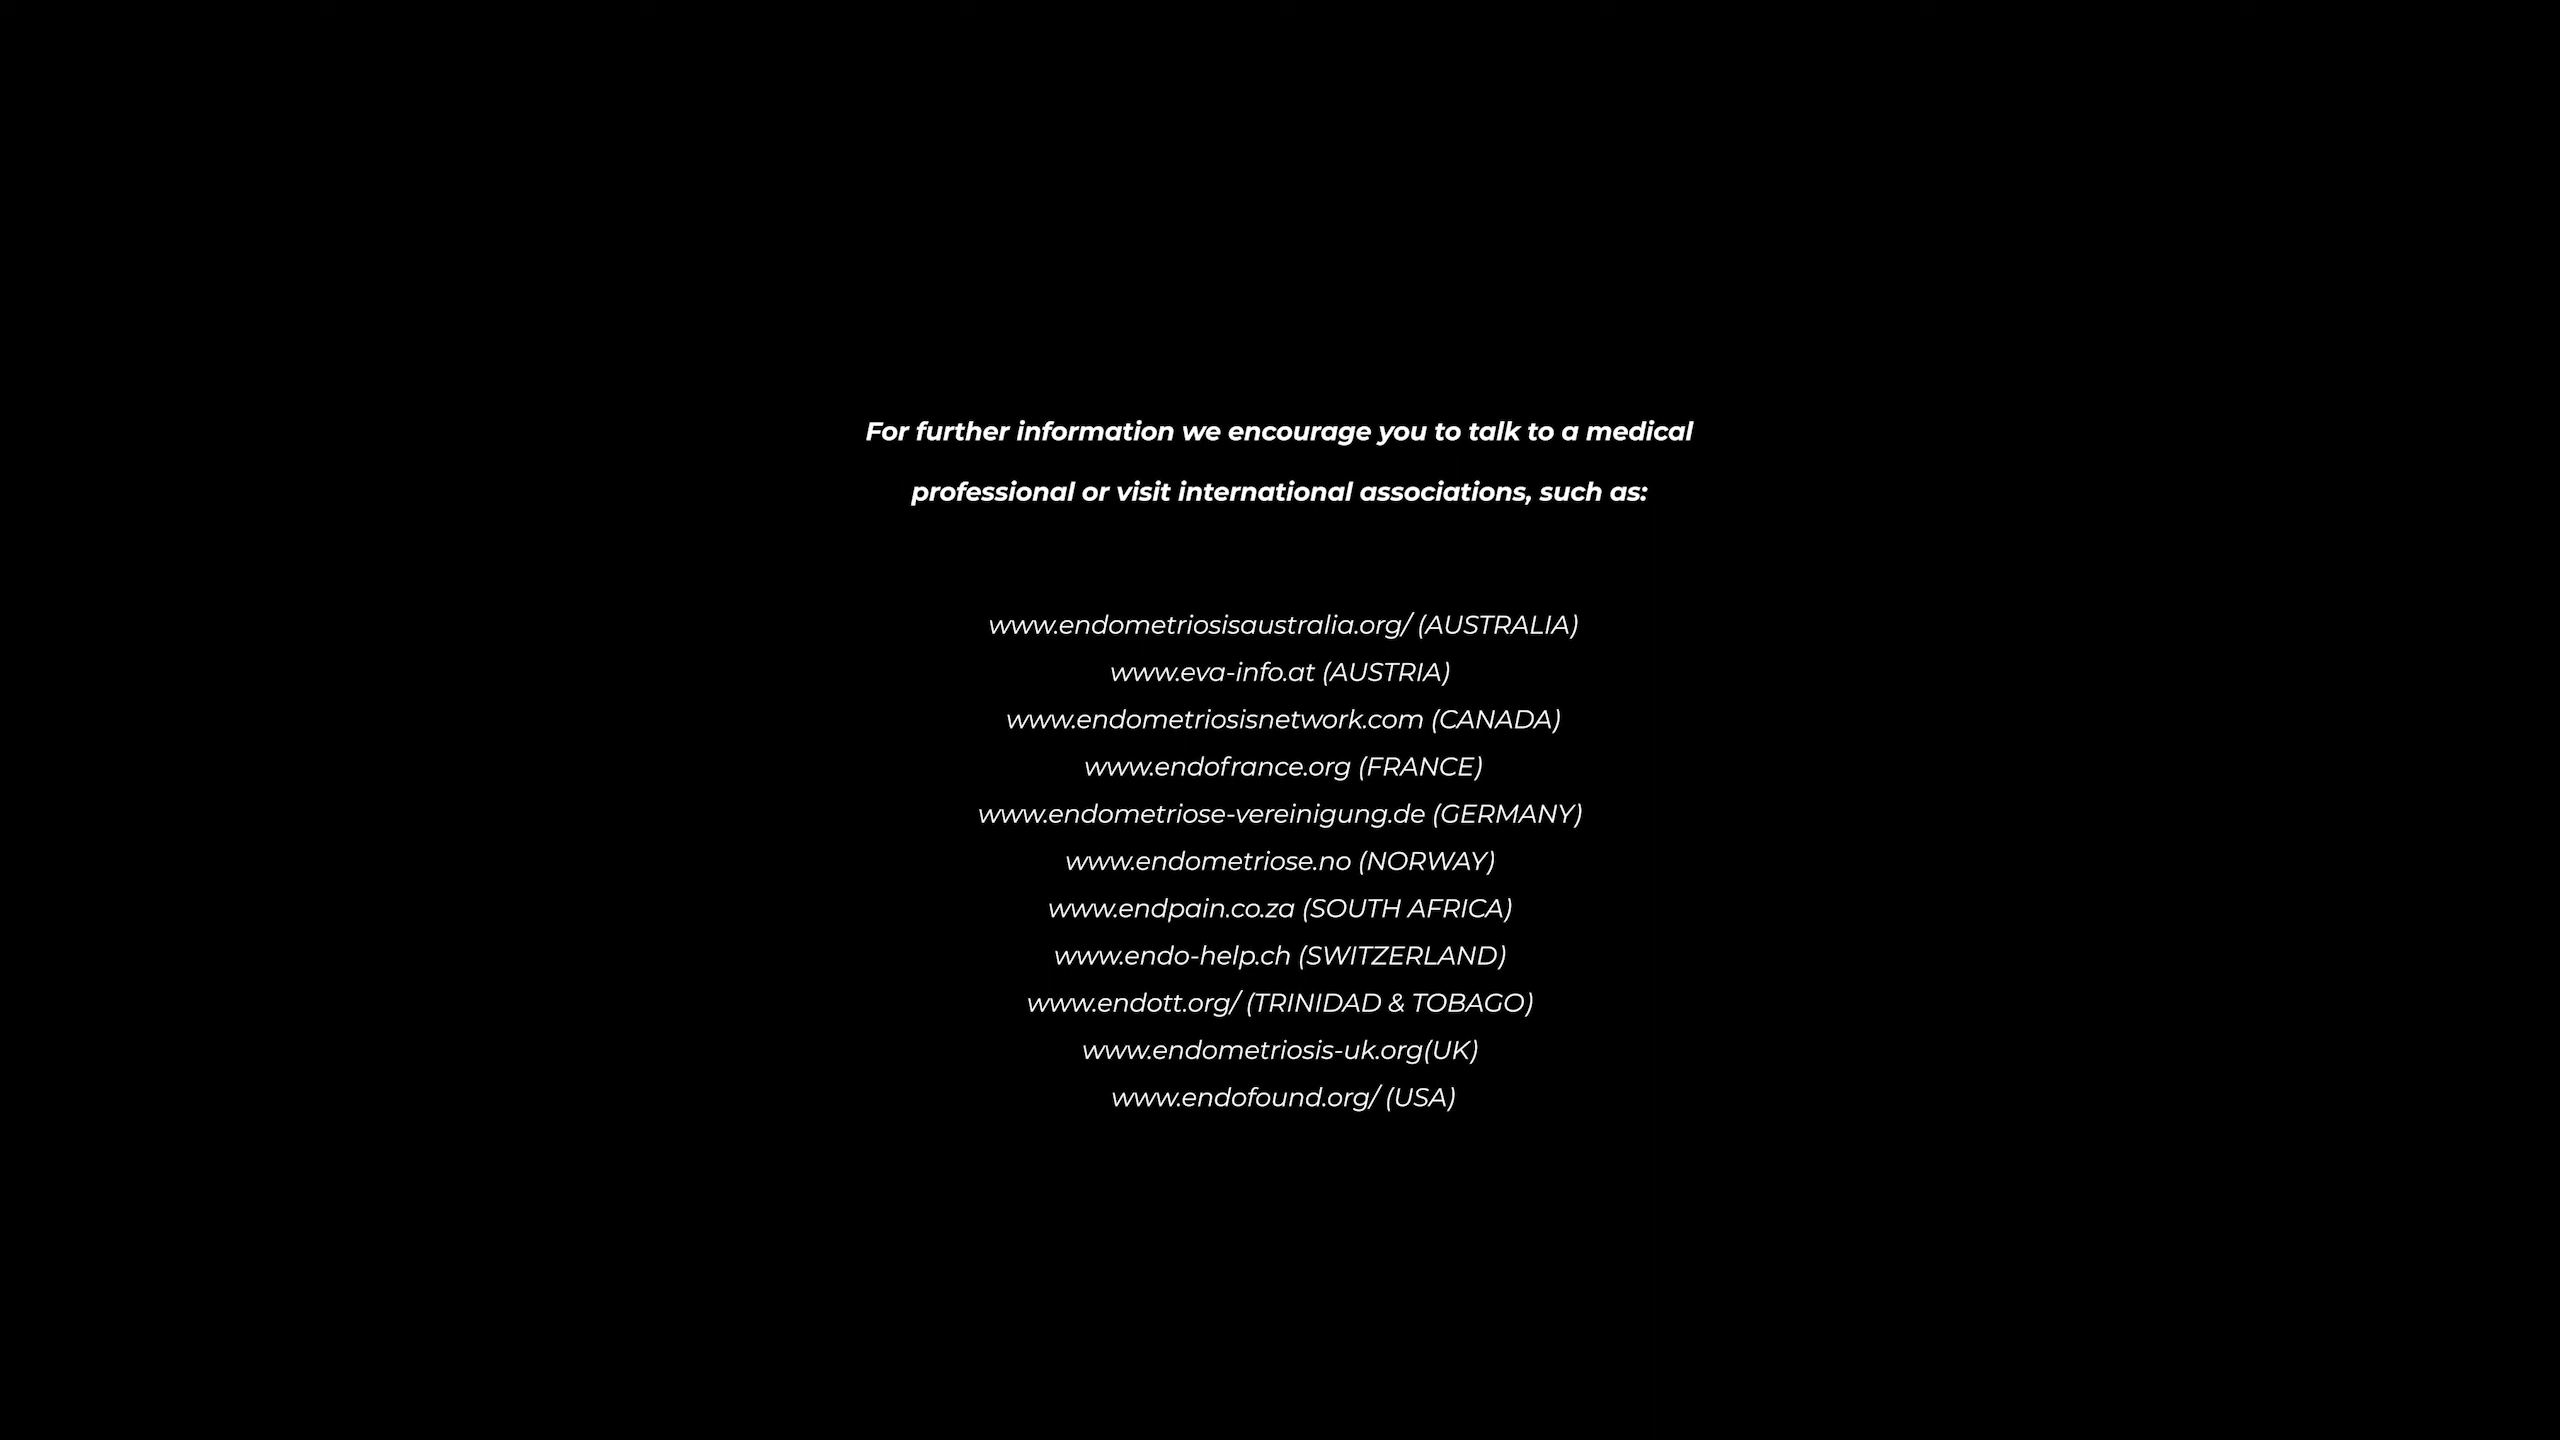 For further information we encourage you to talk to a medical
professional or visit international associations, such as:
www.endometriosisaustralia.org/ (AUSTRALIA)
www.eva-info.at (AUSTRIA)
www.endometriosisnetwork.com (CANADA)
www.endofrance.org (FRANCE)
www.endometriose-vereinigung.de (GERMANY)
www.endometriose.no (NORWAY)
www.endpain.co.za (SOUTH AFRICA)
www.endo-help.ch (SWITZERLAND)
www.endott.org/ (TRINIDAD & TOBAGO)
www.endometriosis-uk.org(UK)
www.endofound.org/ (USA)